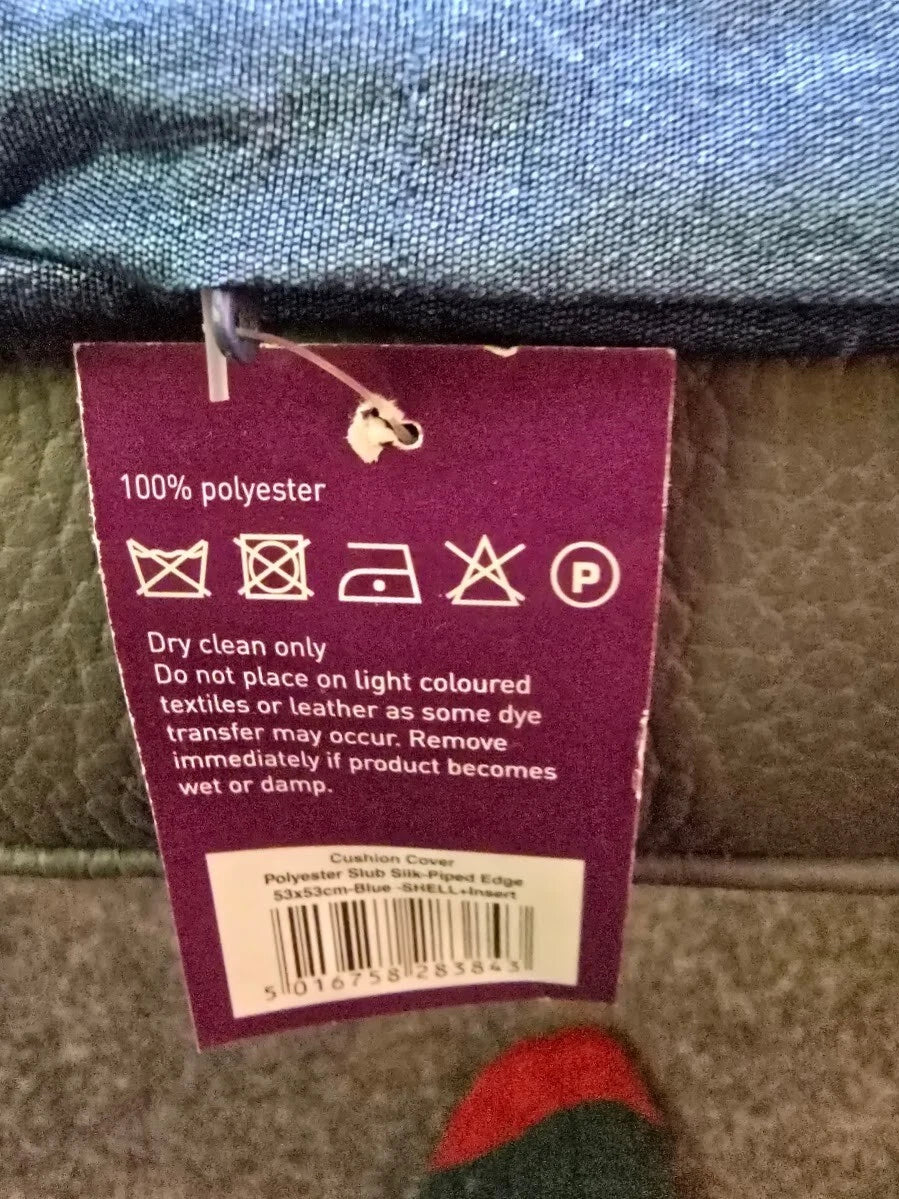 100% polyester
P
Dry clean only
Do not place on light coloured
textiles or leather as some dye
transfer may occur. Remove
immediately if product becomes
wet or damp.
Cushion Cover
Polyester Slub Silk-Piped Edge
53x53cm-Blue -SHELL+Insert
5 016758 283843